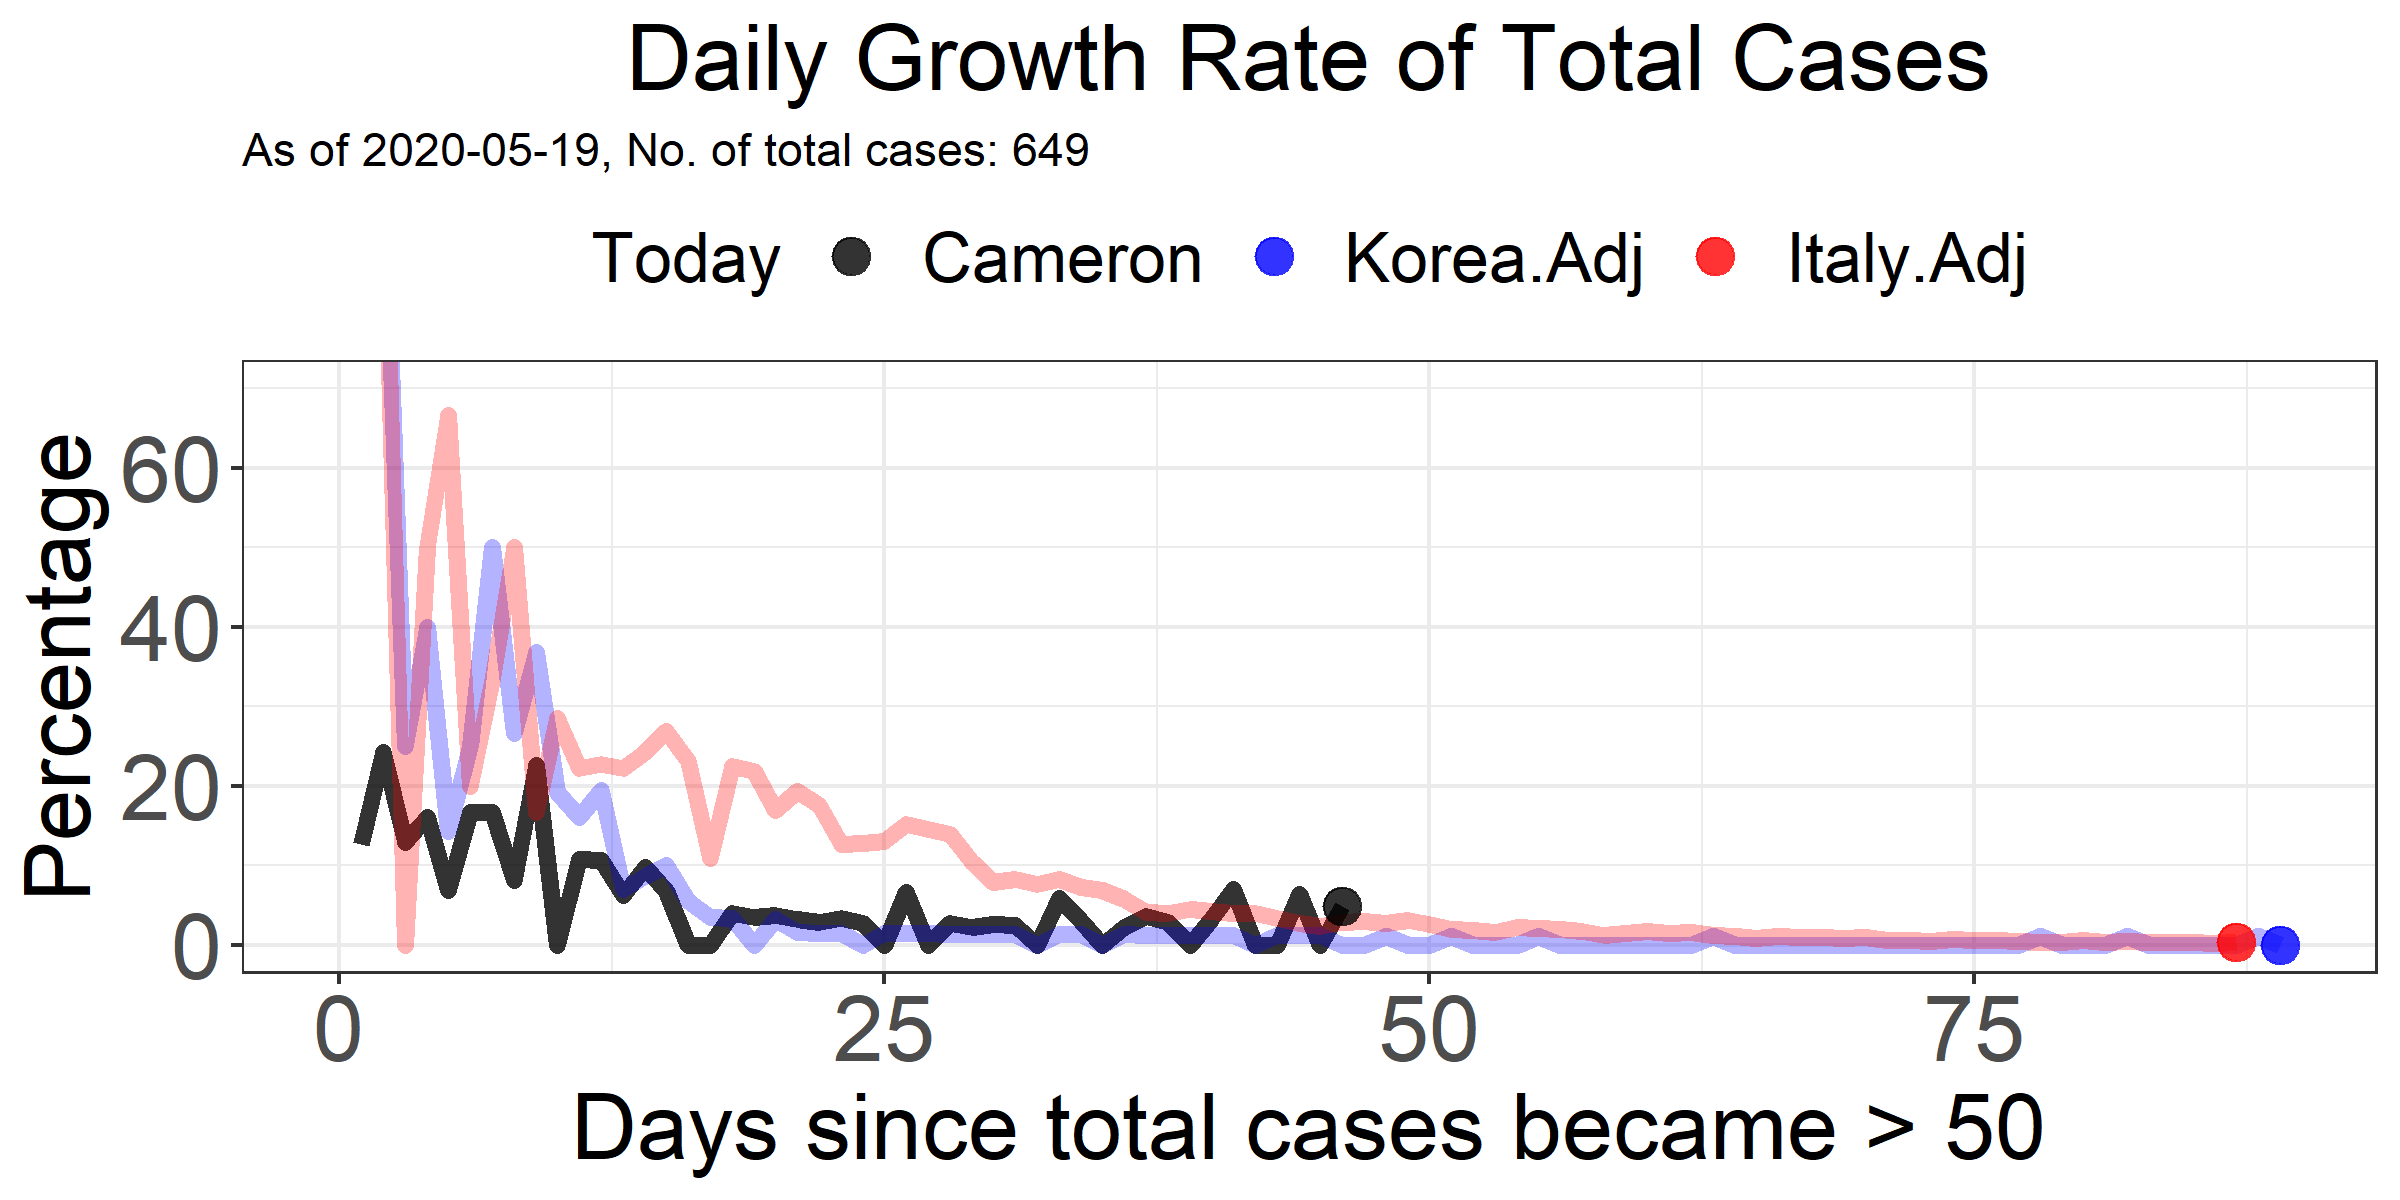 Daily Growth Rate of Total Cases
As of 2020-05-19, No. of total cases: 649
Today Cameron Korea.Adj Italy.Adj
Percentage
60
40
20
0
0 25 50 75
Days since total cases became > 50